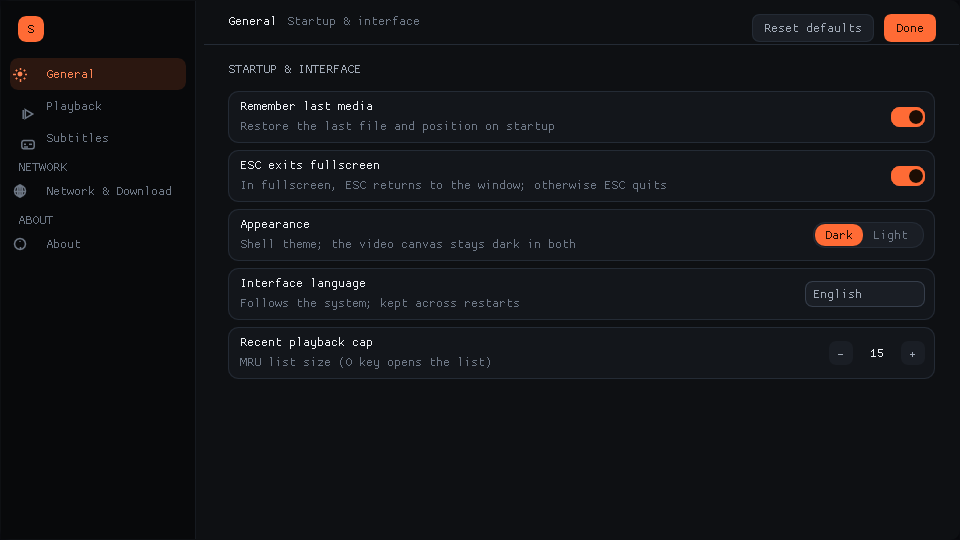 S
General
Playback
Subtitles
NETWORK
Network & Download
ABOUT
About
General Startup & interface
Reset defaults
Done
STARTUP & INTERFACE
Remember last media
Restore the last file and position on startup
ESC exits fullscreen
In fullscreen, ESC returns to the window; otherwise ESC quits
Appearance
Shell theme; the video canvas stays dark in both
Dark Light
Interface language
Follows the system; kept across restarts
English
Recent playback cap
MRU list size (O key opens the list)
− 15 +